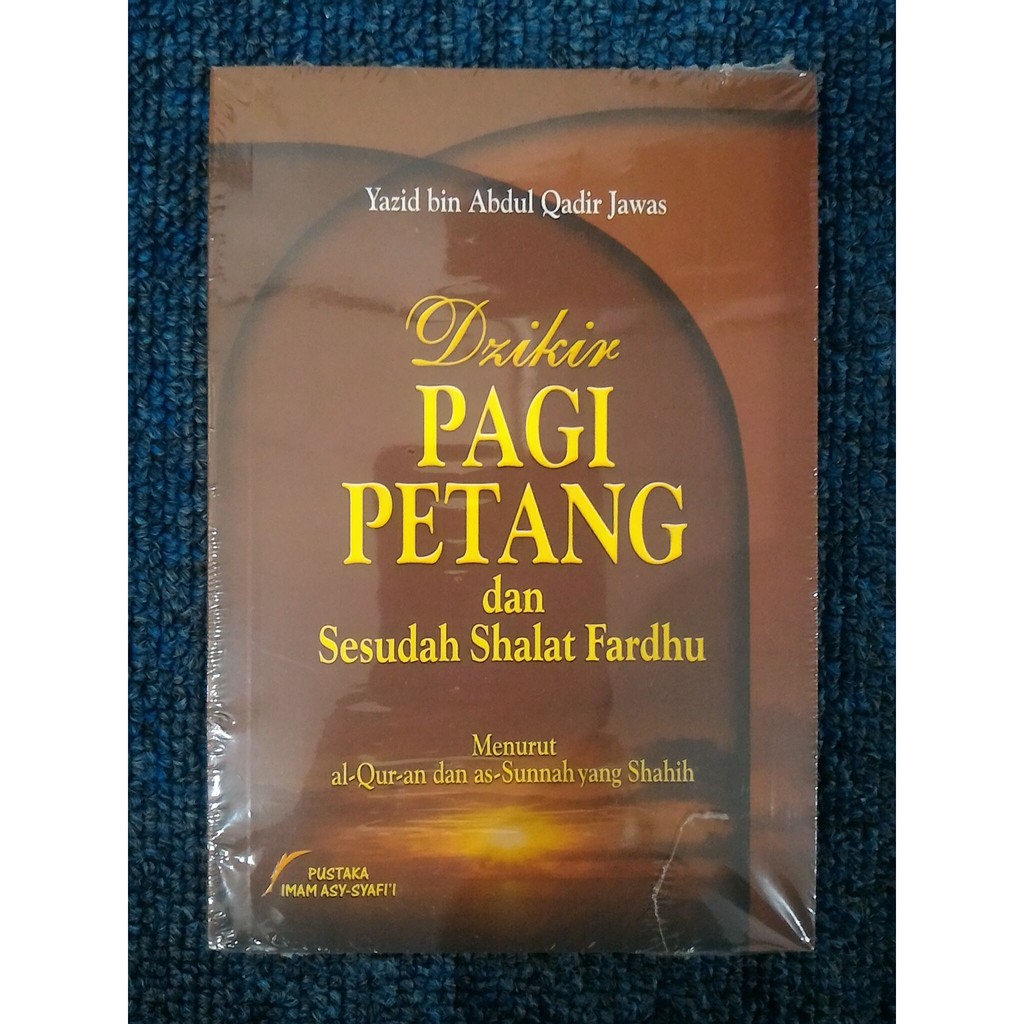 Yazid bin Abdul Qadir Jawas
Dzikir
PAGI
PETANG
dan
Sesudah Shalat Fardhu
Menurut
al-Qur-an dan as-Sunnah yang Shahih
PUSTAKA
IMAM ASY-SYAFI'I